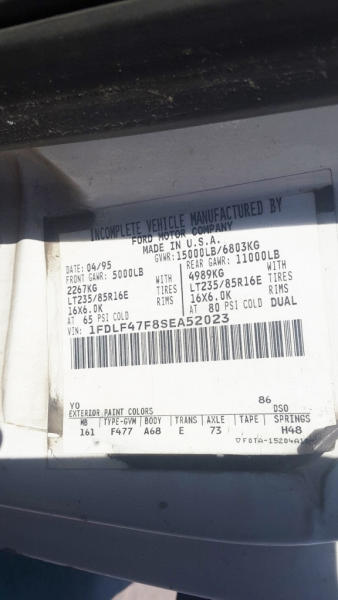 INCOMPLETE VEHICLE MANUFACTURED BY
FORD MOTOR COMPANY
MADE IN U.S.A.
DATE: 04/95 GVWR: 15000LB/6803KG
FRONT GAWR: 5000LB REAR GAWR: 11000LB
2267KG WITH 4989KG WITH
LT235/85R16E TIRES LT235/85R16E TIRES
16X6.0K RIMS 16X6.0K RIMS
AT 65 PSI COLD AT 80 PSI COLD DUAL
VIN: 1FDLF47F8SEA52023
YO 86
EXTERIOR PAINT COLORS DSO
WB TYPE-GVW BODY TRANS AXLE TAPE SPRINGS
161 F477 A68 E 73 H48